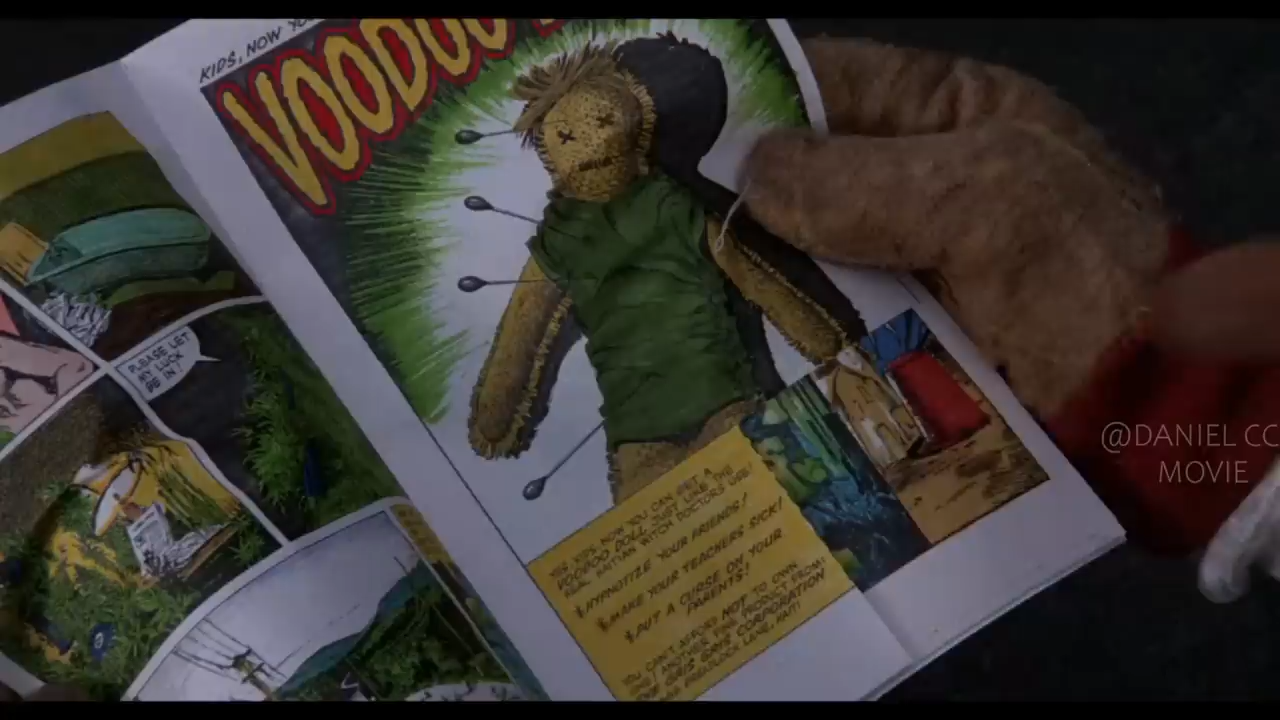 KIDS, NOW YO
VOODOO
PLEASE LET
MY LUCK
BE IN!
YES KIDS, NOW YOU CAN GET A
VOODOO DOLL JUST LIKE THE
REAL HAITIAN WITCH DOCTORS USE!
HYPNOTIZE YOUR FRIENDS!
MAKE YOUR TEACHERS SICK!
PUT A CURSE ON YOUR
PARENTS!
YOU CAN'T AFFORD NOT TO OWN
ONE! ANOTHER FINE PRODUCT FROM:
CORPORATION
HEMLOCK LANE,
@DANIEL CC
MOVIE